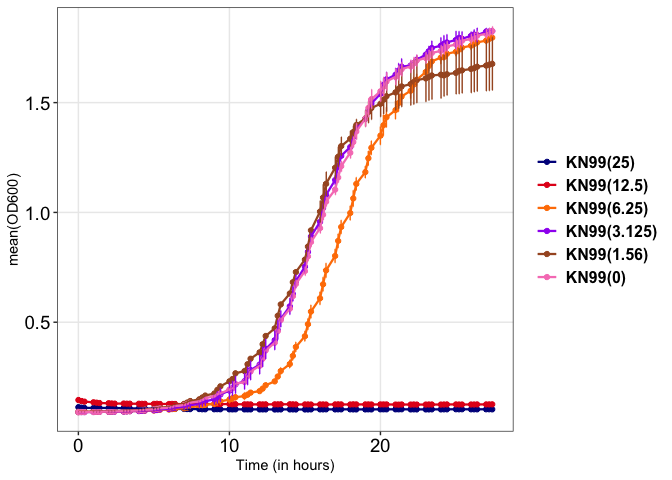 mean(OD600)
1.5
1.0
0.5
0
10
20
Time (in hours)
KN99(25)
KN99(12.5)
KN99(6.25)
KN99(3.125)
KN99(1.56)
KN99(0)